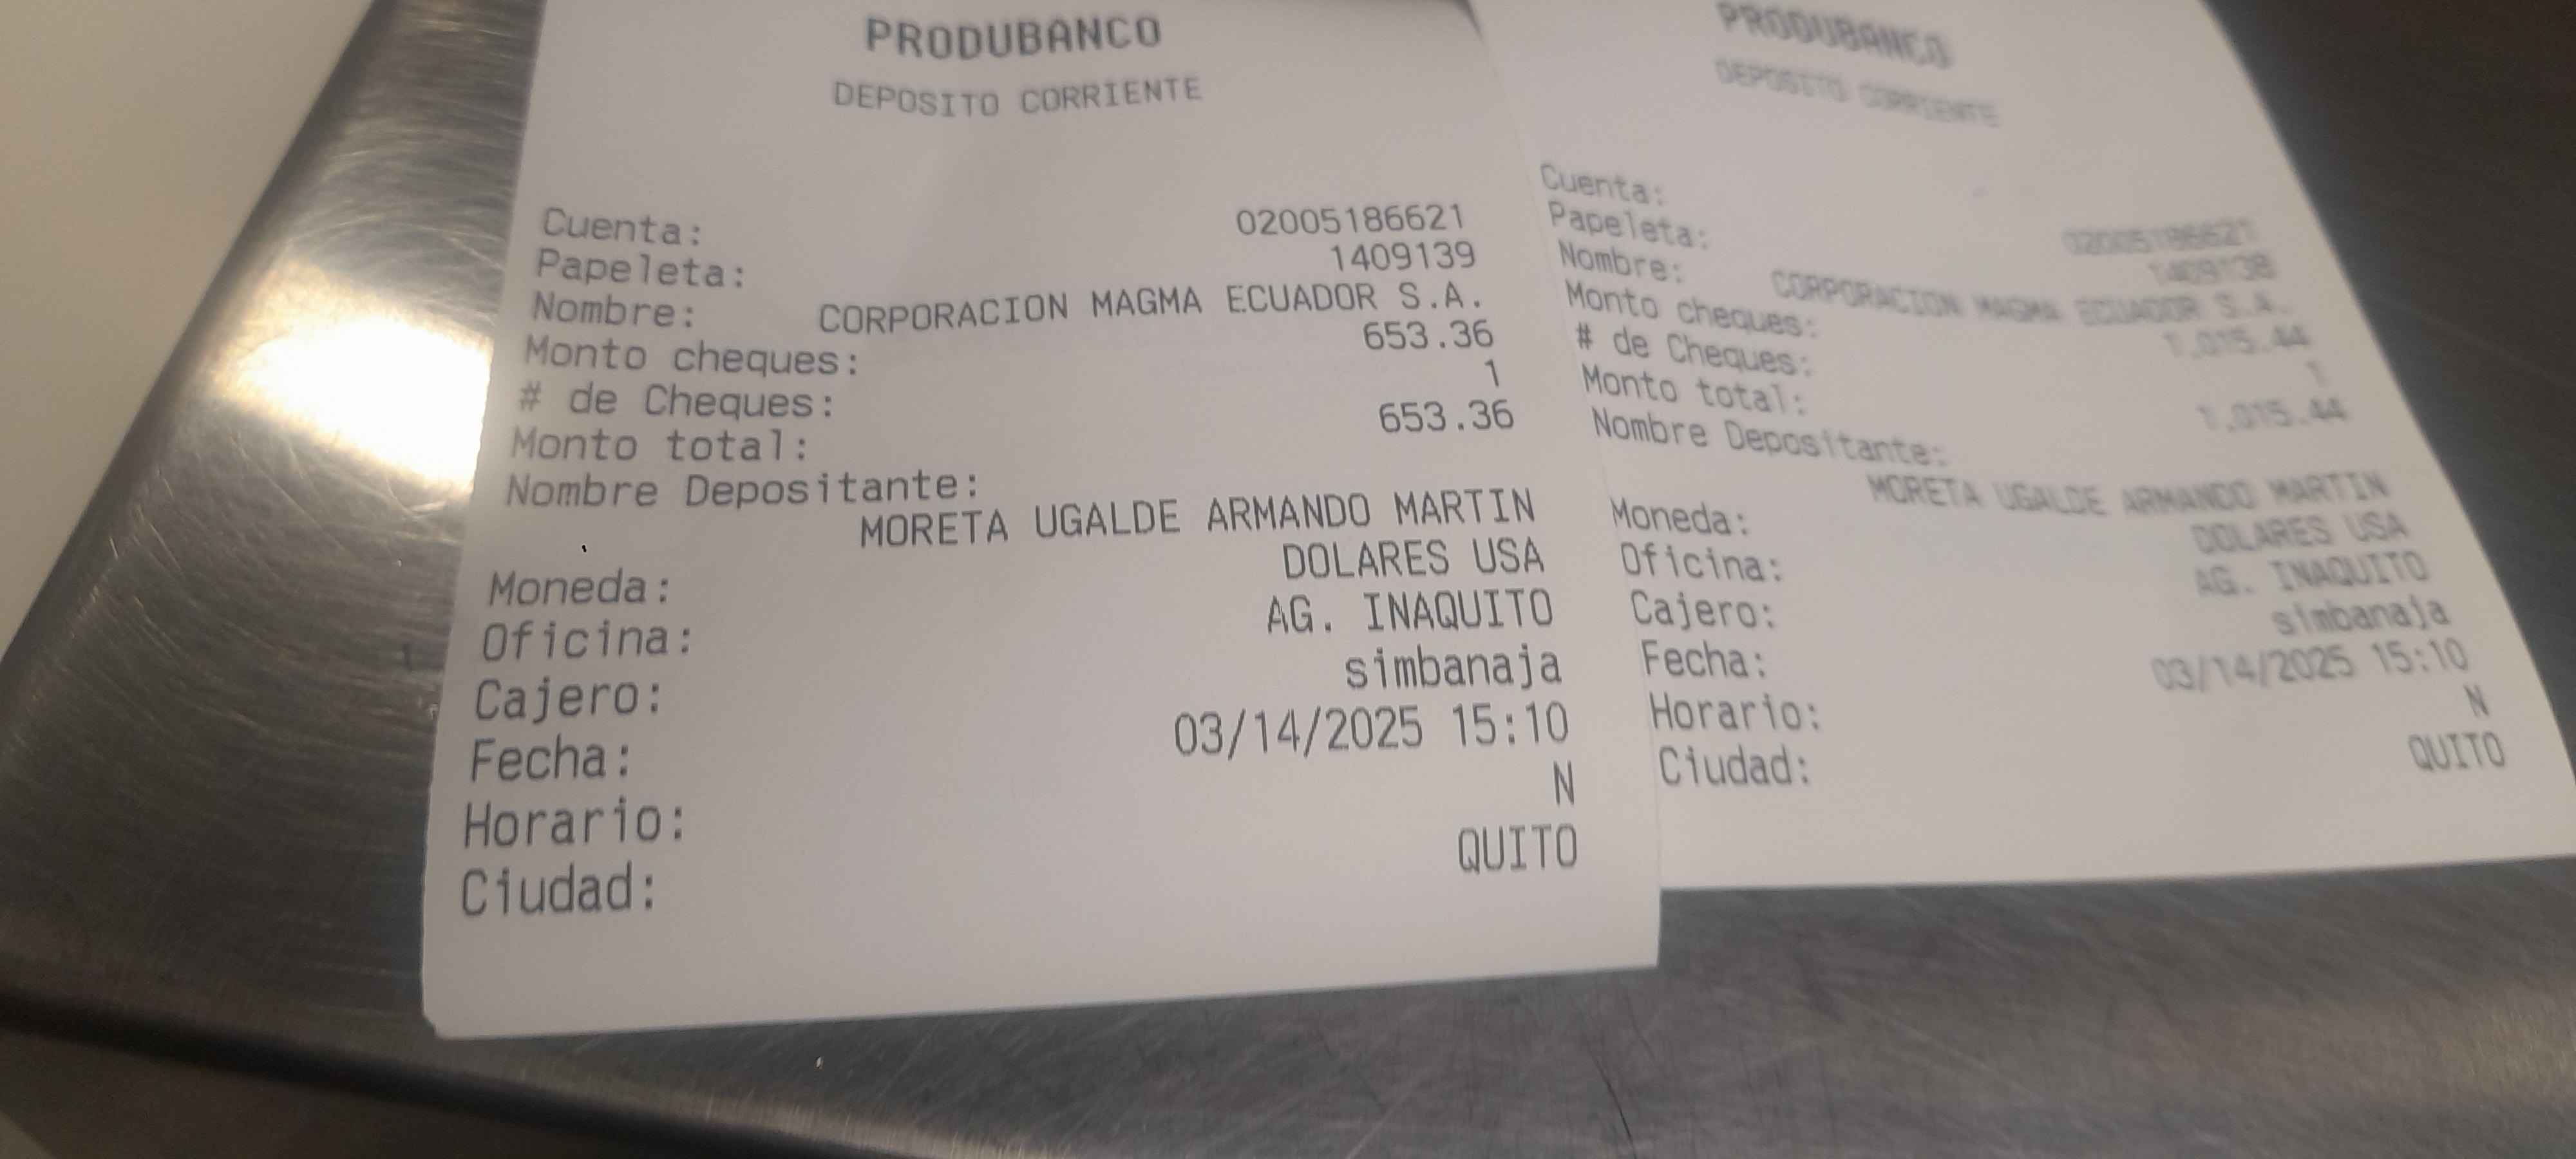 PRODUBANCO
DEPOSITO CORRIENTE
Cuenta: 02005186621
Papeleta: 1409139
Nombre: CORPORACION MAGMA ECUADOR S.A.
Monto cheques: 653.36
# de Cheques: 1
Monto total: 653.36
Nombre Depositante:
MORETA UGALDE ARMANDO MARTIN
Moneda: DOLARES USA
Oficina: AG. INAQUITO
Cajero: simbanaja
Fecha: 03/14/2025 15:10
Horario: N
Ciudad: QUITO
PRODUBANCO
DEPOSITO CORRIENTE
Cuenta: 02005186621
Papeleta: 1409138
Nombre: CORPORACION MAGMA ECUADOR S.A.
Monto cheques: 1,015.44
# de Cheques: 1
Monto total: 1,015.44
Nombre Depositante:
MORETA UGALDE ARMANDO MARTIN
Moneda: DOLARES USA
Oficina: AG. INAQUITO
Cajero: simbanaja
Fecha: 03/14/2025 15:10
Horario: N
Ciudad: QUITO